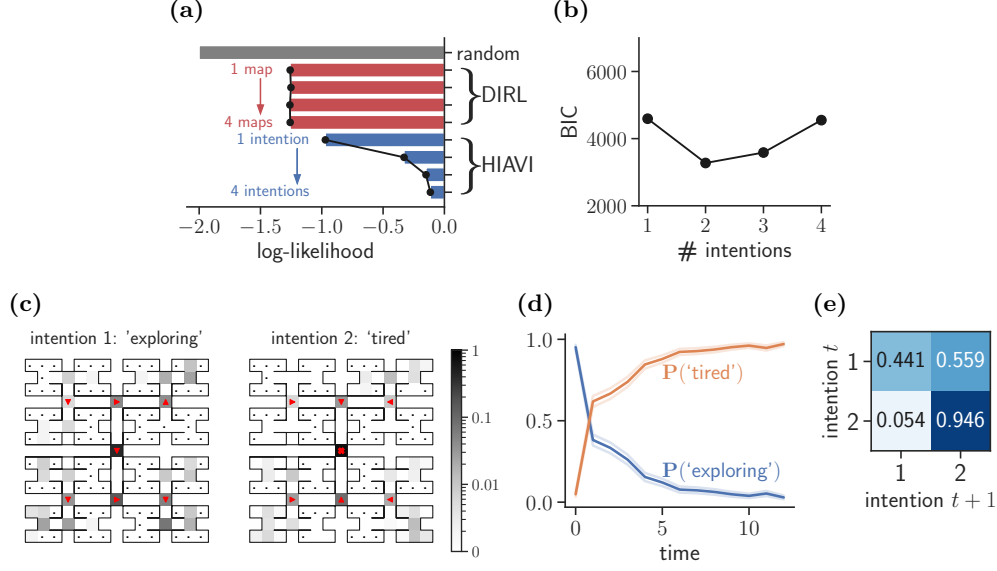 (a)
random
1 map
4 maps
DIRL
1 intention
4 intentions
HIAVI
−2.0 −1.5 −1.0 −0.5 0.0
log-likelihood
(b)
6000
4000
2000
BIC
1 2 3 4
# intentions
(c)
intention 1: 'exploring'
intention 2: ‘tired’
1
0.1
0.01
0
(d)
1.0
0.5
0.0
P(‘tired’)
P(‘exploring’)
0 5 10
time
(e)
intention t
1 0.441 0.559
2 0.054 0.946
1 2
intention t + 1